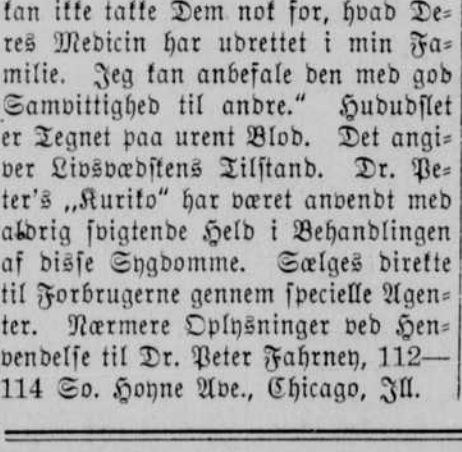 kan ikke takke Dem nok for, hvad De=
res Medicin har udrettet i min Fa=
milie. Jeg kan anbefale den med god
Samvittighed til andre.“ Hududslet
er Tegnet paa urent Blod. Det angi=
ver Livsvædskens Tilstand. Dr. Pe=
ter's „Kuriko“ har været anvendt med
aldrig svigtende Held i Behandlingen
af disse Sygdomme. Sælges direkte
til Forbrugerne gennem specielle Agen=
ter. Nærmere Oplysninger ved Hen=
vendelse til Dr. Peter Fahrney, 112—
114 So. Hoyne Ave., Chicago, Ill.